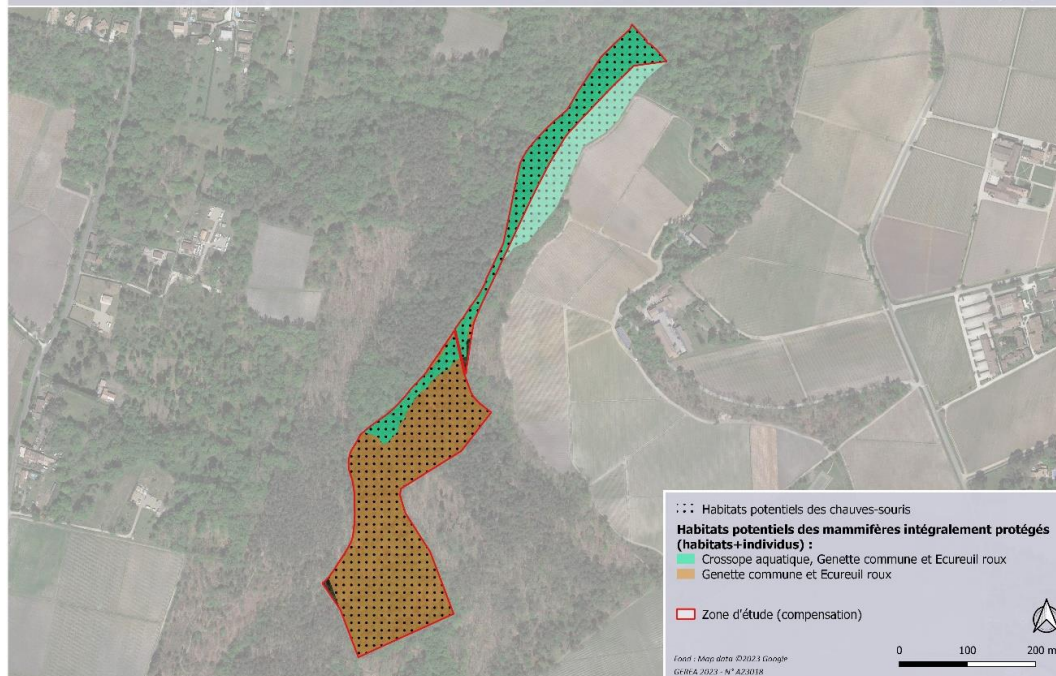 Habitats potentiels des chauves-souris
Habitats potentiels des mammifères intégralement protégés
(habitats+individus) :
Crossope aquatique, Genette commune et Ecureuil roux
Genette commune et Ecureuil roux
Zone d'étude (compensation)
Fond : Map data ©2023 Google
GEREA 2023 - N° A23018
0 100 200 m